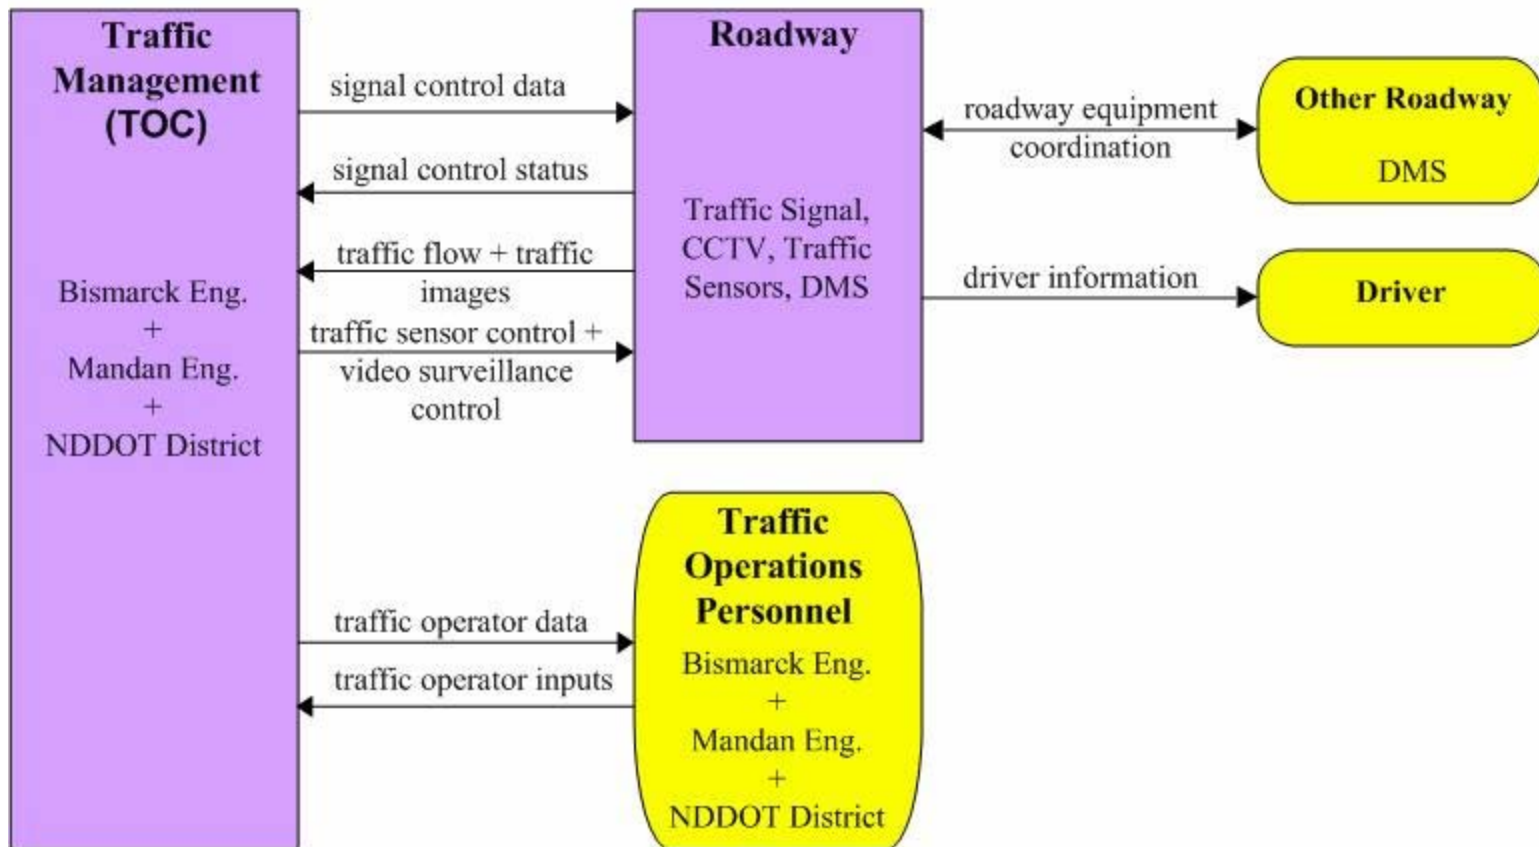 Traffic
Management
(TOC)
Bismarck Eng.
+
Mandan Eng.
+
NDDOT District
signal control data
signal control status
traffic flow + traffic
images
traffic sensor control +
video surveillance
control
traffic operator data
traffic operator inputs
Roadway
Traffic Signal,
CCTV, Traffic
Sensors, DMS
Traffic
Operations
Personnel
Bismarck Eng.
+
Mandan Eng.
+
NDDOT District
roadway equipment
coordination
driver information
Other Roadway
DMS
Driver